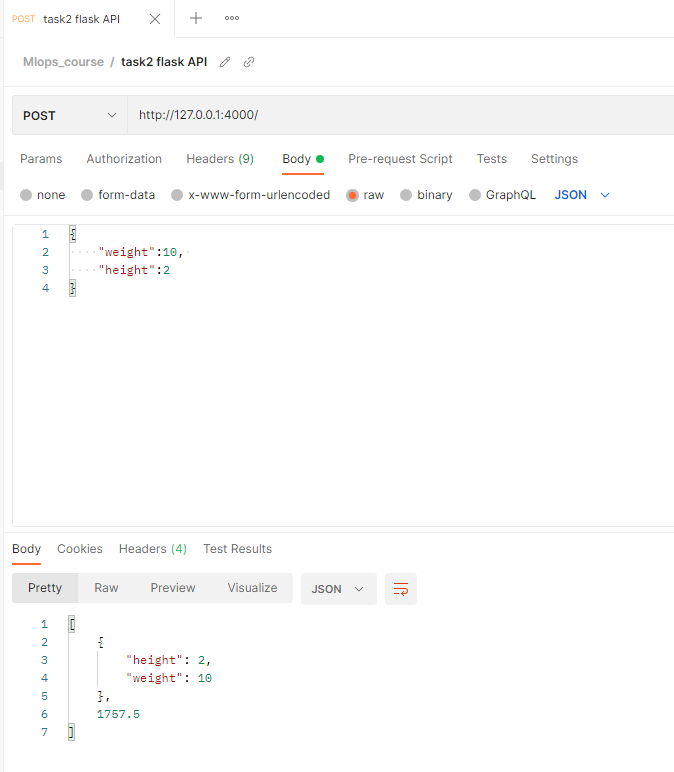 POST task2 flask API
Mlops_course / task2 flask API
POST http://127.0.0.1:4000/
Params Authorization Headers (9) Body Pre-request Script Tests Settings
none form-data x-www-form-urlencoded raw binary GraphQL JSON
1 {
2 "weight":10,
3 "height":2
4 }
Body Cookies Headers (4) Test Results
Pretty Raw Preview Visualize JSON
1 [
2 {
3 "height": 2,
4 "weight": 10
5 },
6 1757.5
7 ]